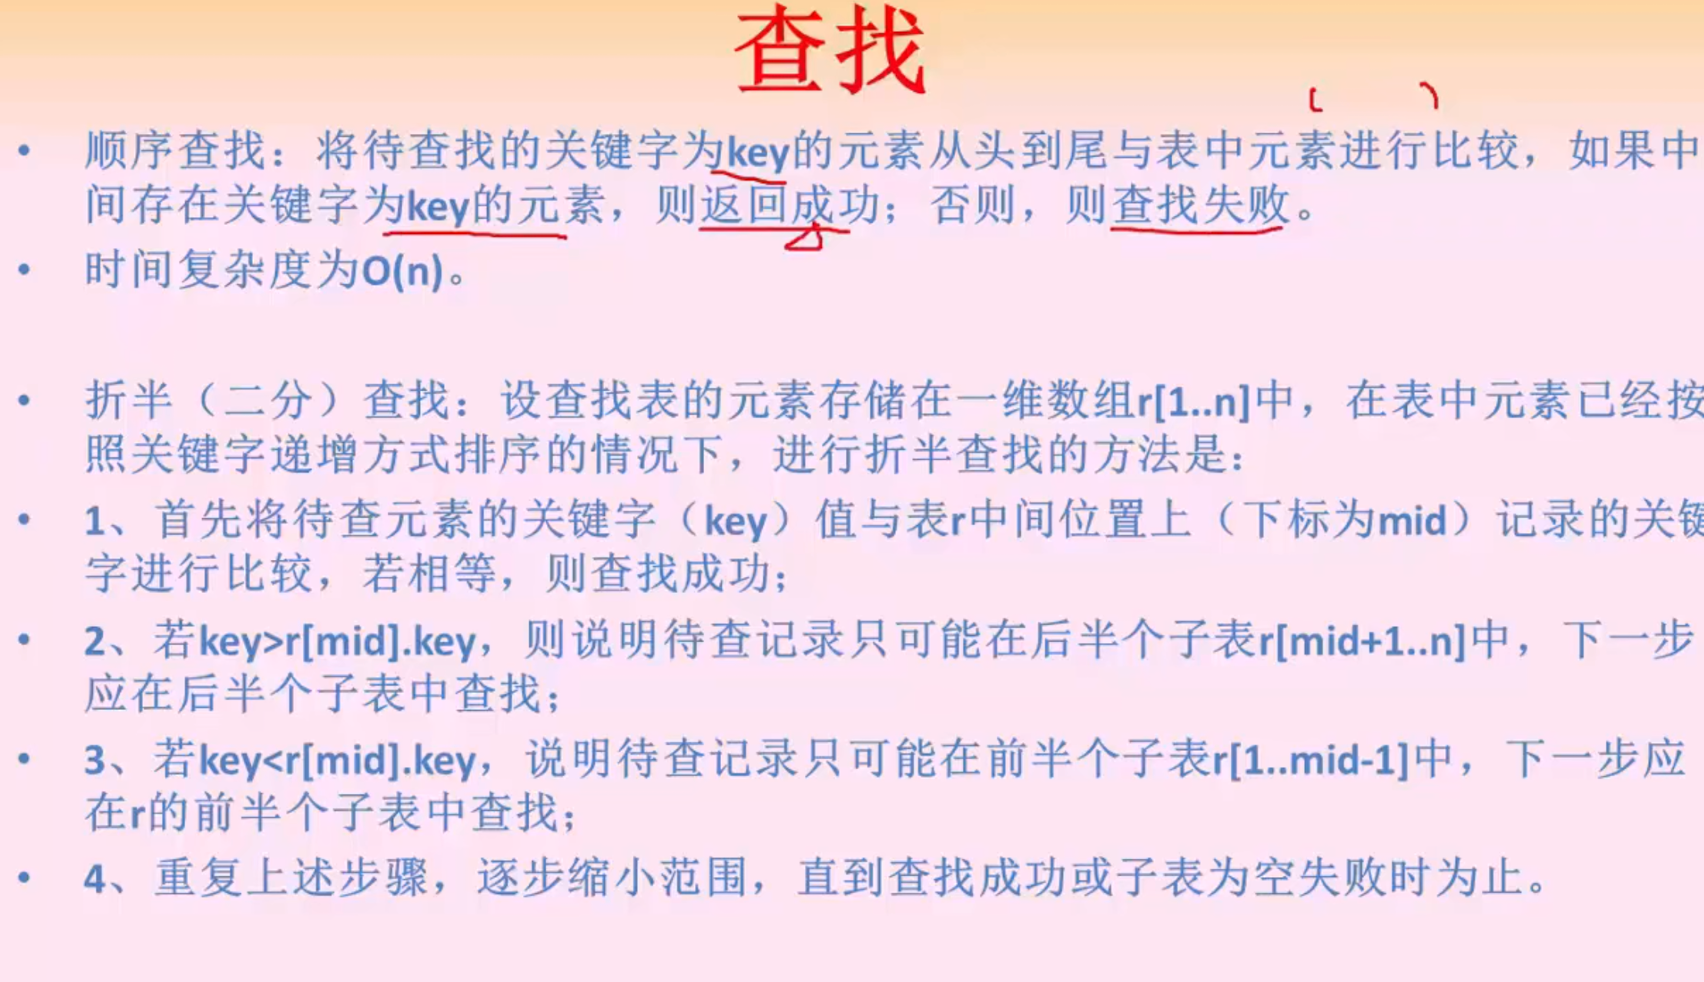 查找
• 顺序查找：将待查找的关键字为key的元素从头到尾与表中元素进行比较，如果中
间存在关键字为key的元素，则返回成功；否则，则查找失败。
• 时间复杂度为O(n)。
• 折半（二分）查找：设查找表的元素存储在一维数组r[1..n]中，在表中元素已经按
照关键字递增方式排序的情况下，进行折半查找的方法是：
• 1、首先将待查元素的关键字（key）值与表r中间位置上（下标为mid）记录的关键
字进行比较，若相等，则查找成功；
• 2、若key>r[mid].key，则说明待查记录只可能在后半个子表r[mid+1..n]中，下一步
应在后半个子表中查找；
• 3、若key<r[mid].key，说明待查记录只可能在前半个子表r[1..mid-1]中，下一步应
在r的前半个子表中查找；
• 4、重复上述步骤，逐步缩小范围，直到查找成功或子表为空失败时为止。